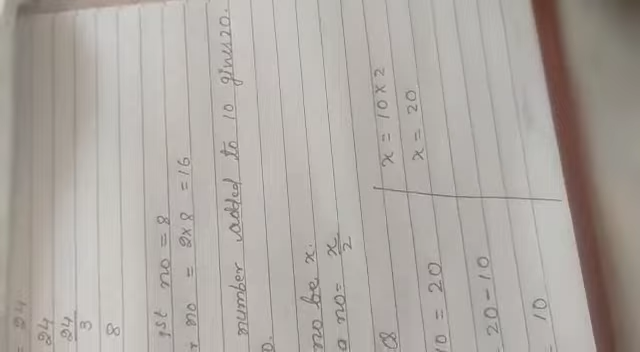 = 24
24
24
3
8
1st no = 8
no = 2 x 8 = 16
number added to 10 gives 20.
no be x.
no = x/2
10 = 20
20 - 10
10
x = 10 x 2
x = 20